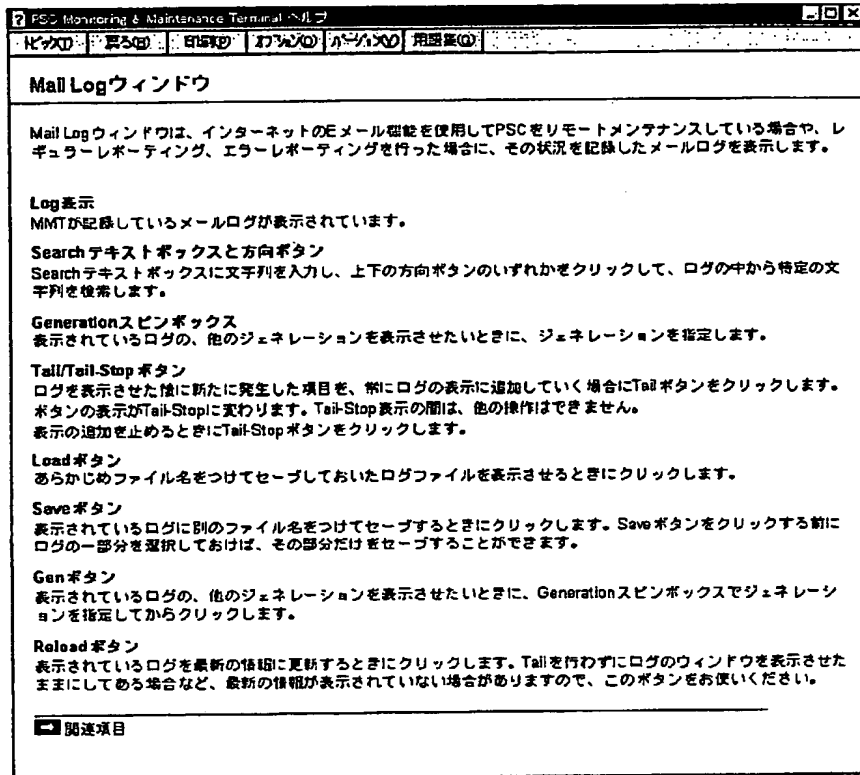 PSC Monitoring & Maintenance Terminal ヘルプ
トピックス(T) 戻る(B) 印刷(P) オプション(O) バージョン(V) 用語集(G)
Mail Logウィンドウ
Mail Logウィンドウは、インターネットのEメール機能を使用してPSCをリモートメンテナンスしている場合や、レ
ギュラーレポーティング、エラーレポーティングを行った場合に、その状況を記録したメールログを表示します。
Log表示
MMTが記録しているメールログが表示されています。
Searchテキストボックスと方向ボタン
Searchテキストボックスに文字列を入力し、上下の方向ボタンのいずれかをクリックして、ログの中から特定の文
字列を検索します。
Generationスピンボックス
表示されているログの、他のジェネレーションを表示させたいときに、ジェネレーションを指定します。
Tail/Tail-Stopボタン
ログを表示させた後に新たに発生した項目を、常にログの表示に追加していく場合にTailボタンをクリックします。
ボタンの表示がTail-Stopに変わります。Tail-Stop表示の間は、他の操作はできません。
表示の追加を止めるときにTail-Stopボタンをクリックします。
Loadボタン
あらかじめファイル名をつけてセーブしておいたログファイルを表示させるときにクリックします。
Saveボタン
表示されているログに別のファイル名をつけてセーブするときにクリックします。Saveボタンをクリックする前に
ログの一部分を選択しておけば、その部分だけをセーブすることができます。
Genボタン
表示されているログの、他のジェネレーションを表示させたいときに、Generationスピンボックスでジェネレーシ
ョンを指定してからクリックします。
Reloadボタン
表示されているログを最新の情報に更新するときにクリックします。Tailを行わずにログのウィンドウを表示させた
ままにしてある場合など、最新の情報が表示されていない場合がありますので、このボタンをお使いください。
関連項目